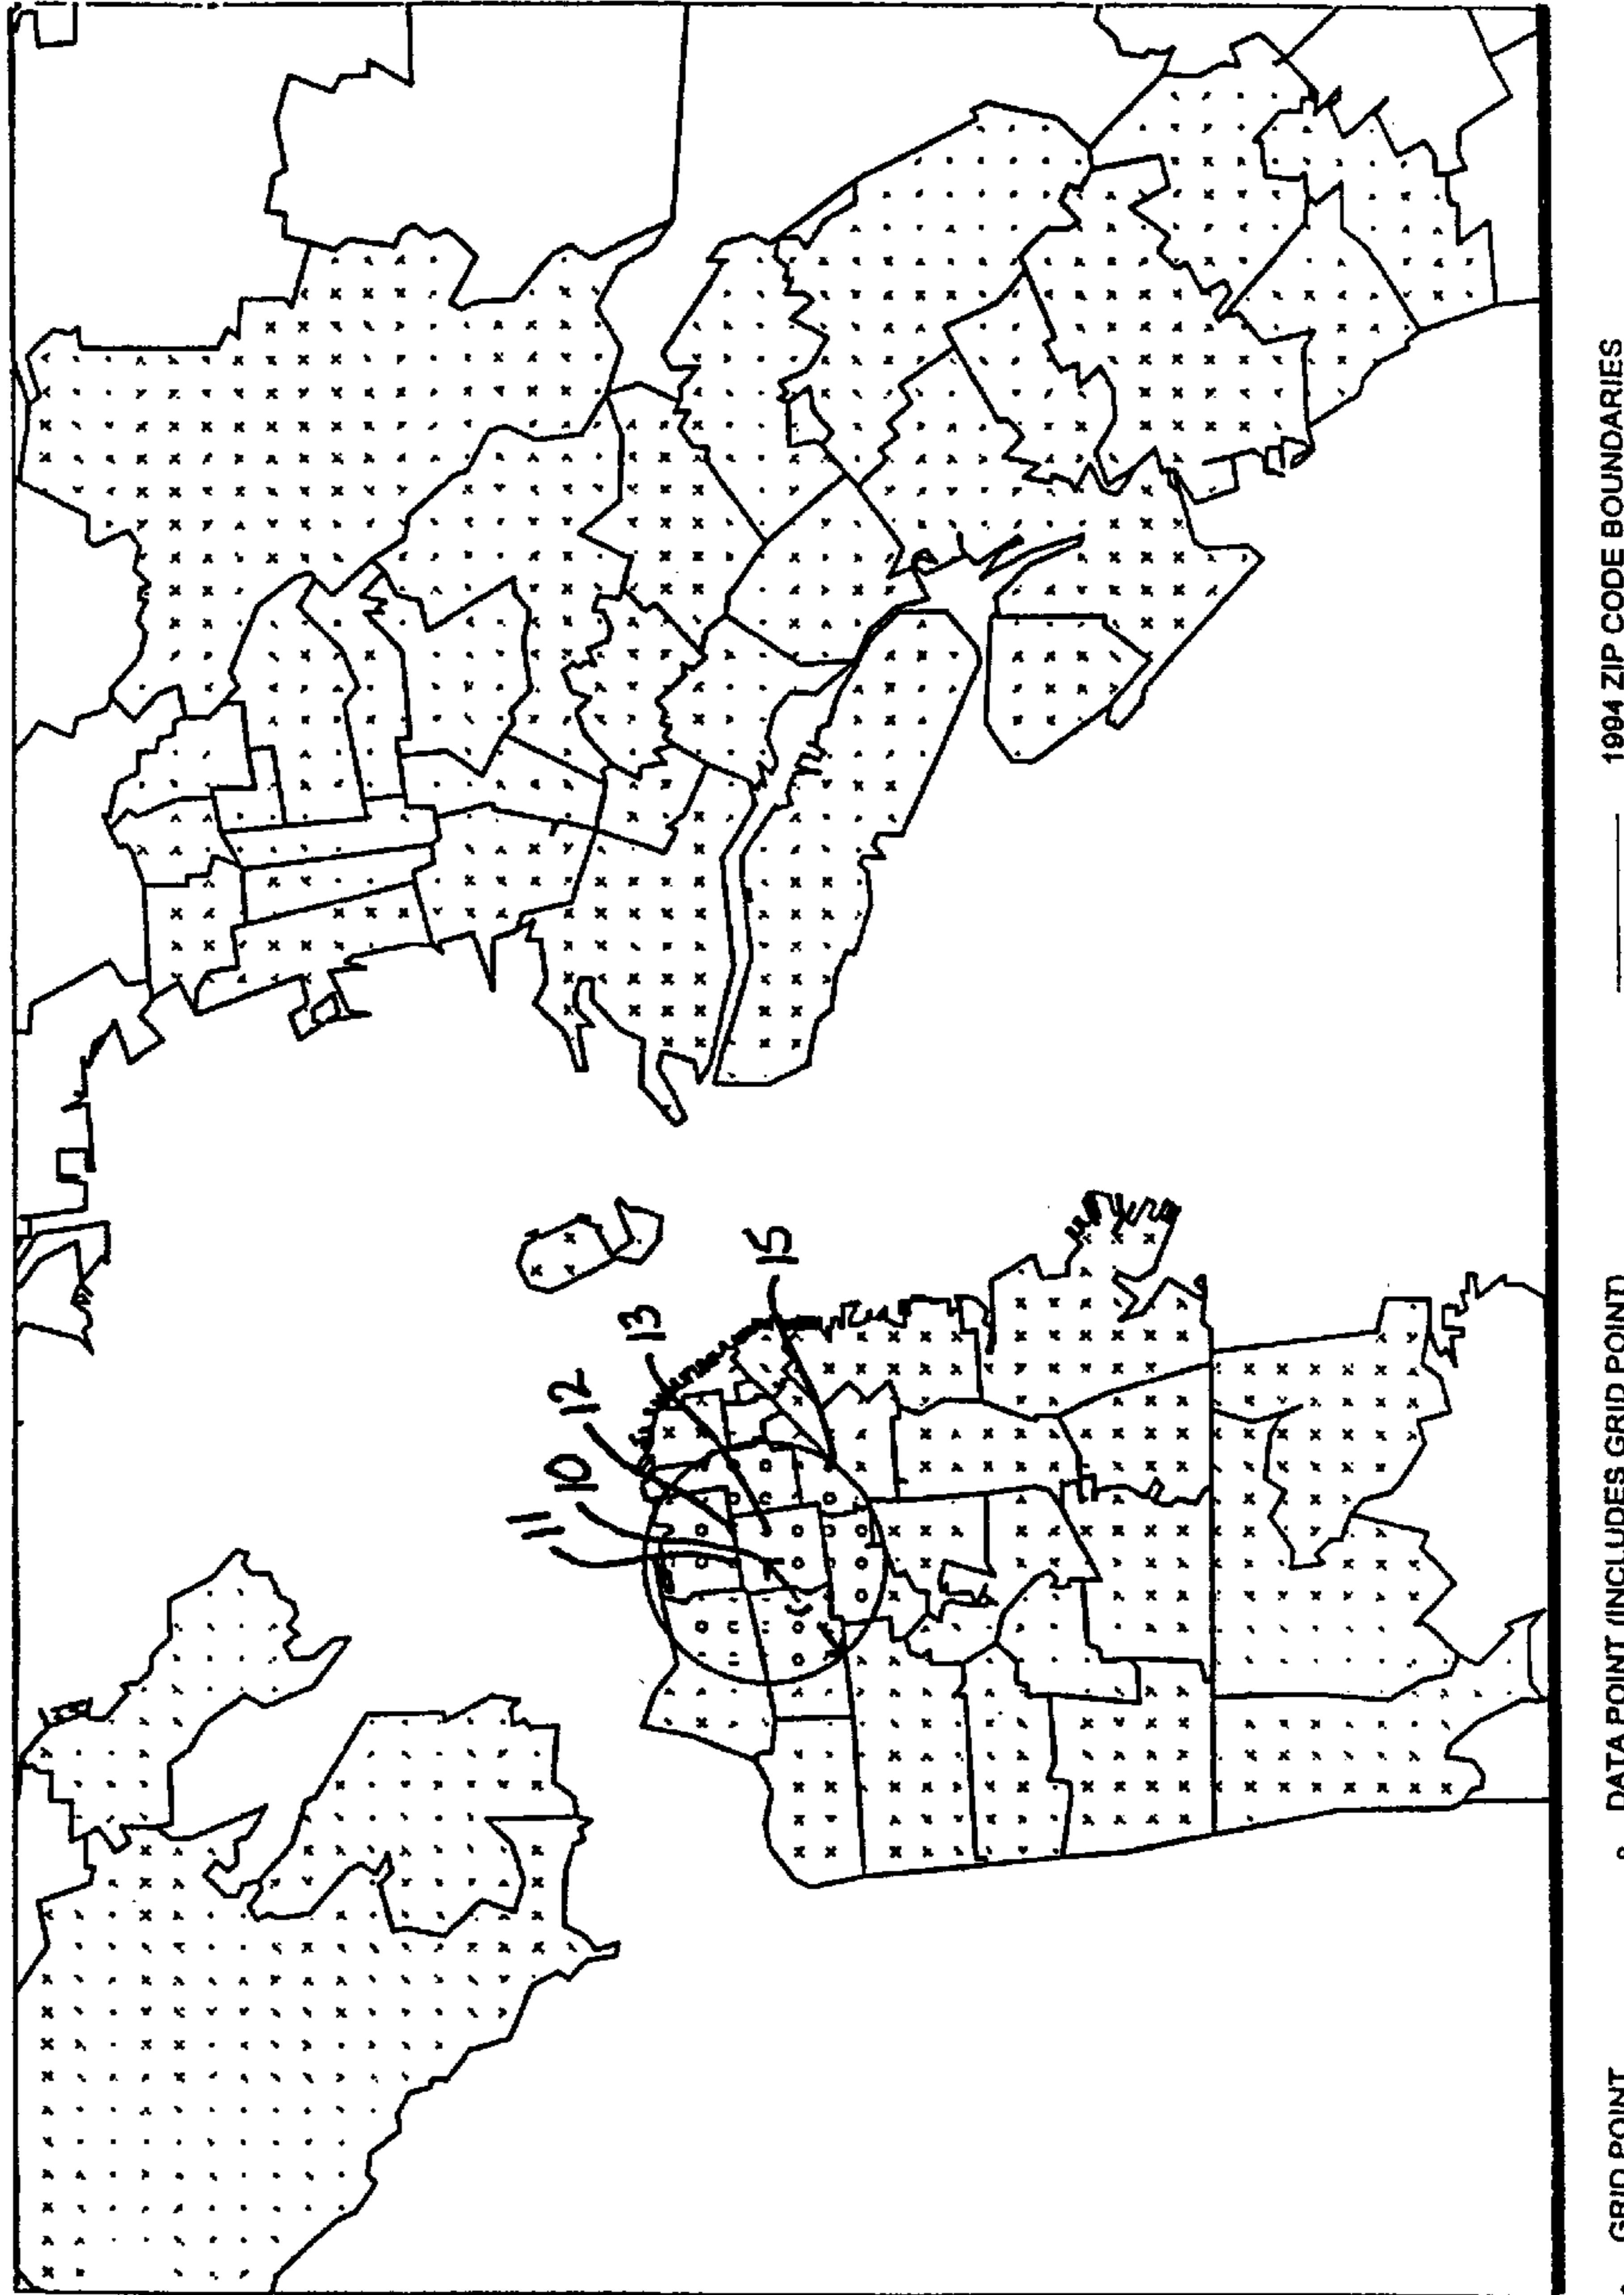 11
10
12
13
15
GRID POINT
DATA POINT (INCLUDES GRID POINT)
1994 ZIP CODE BOUNDARIES